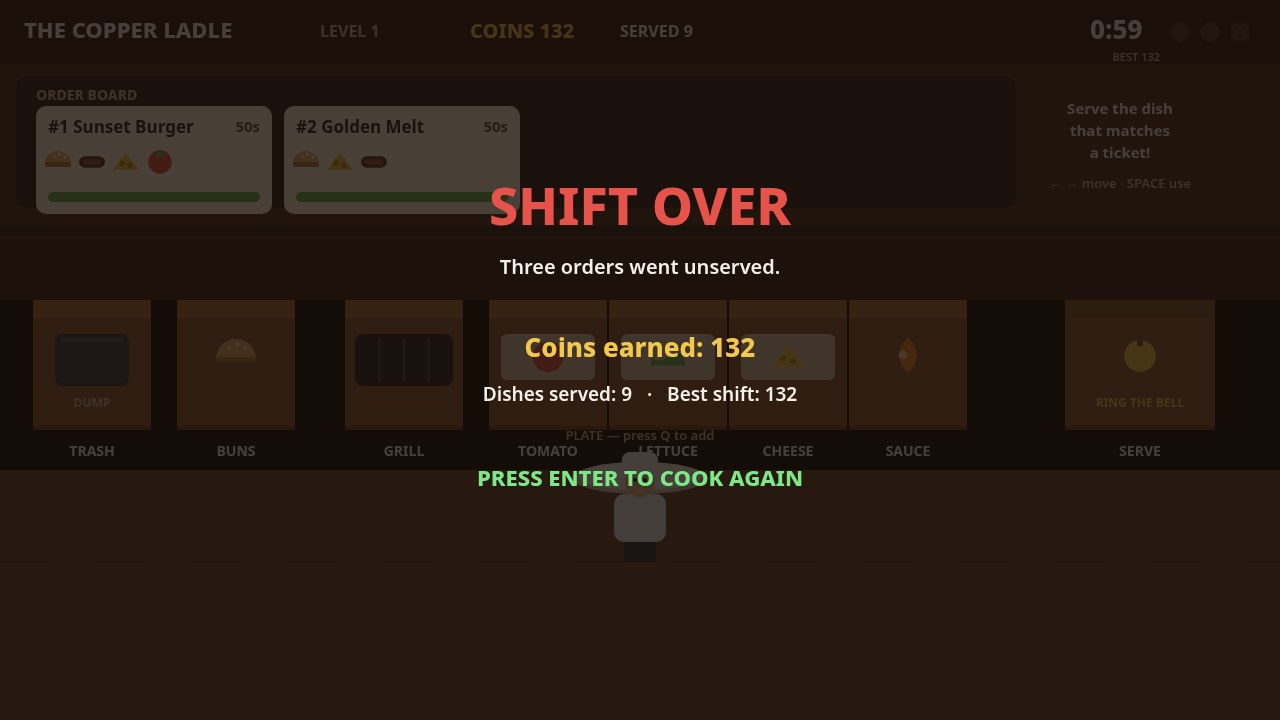 THE COPPER LADLE
LEVEL 1
COINS 132
SERVED 9
0:59
BEST 132
ORDER BOARD
#1 Sunset Burger
50s
#2 Golden Melt
50s
Serve the dish
that matches
a ticket!
← → move · SPACE use
SHIFT OVER
Three orders went unserved.
Coins earned: 132
Dishes served: 9 · Best shift: 132
DUMP
RING THE BELL
PLATE — press Q to add
TRASH
BUNS
GRILL
TOMATO
LETTUCE
CHEESE
SAUCE
SERVE
PRESS ENTER TO COOK AGAIN